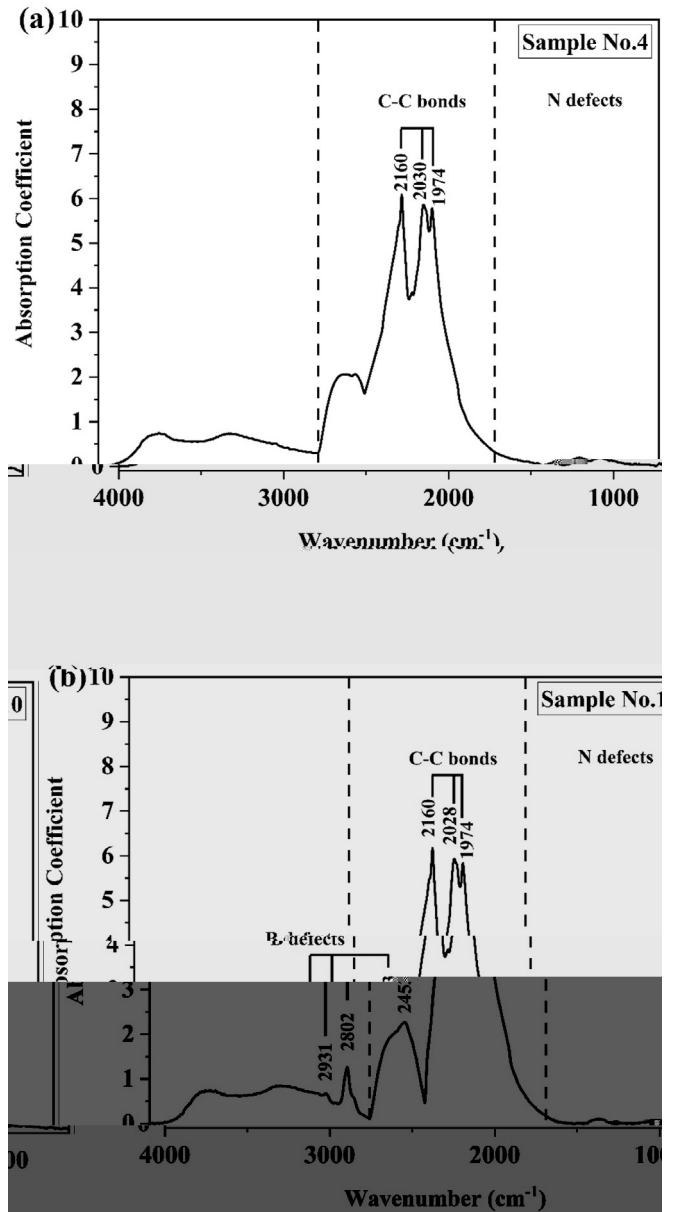 (a)
10
Sample No.4
9
8
C-C bonds
N defects
7
2160
2030
1974
6
5
4
3
2
1
0
Absorption Coefficient
4000
3000
2000
1000
Wavenumber (cm-1)
(b)
10
Sample No.1
9
8
C-C bonds
N defects
7
2160
2028
1974
6
5
4
defects
3
2931
2802
245
2
1
0
Absorption Coefficient
4000
3000
2000
Wavenumber (cm-1)